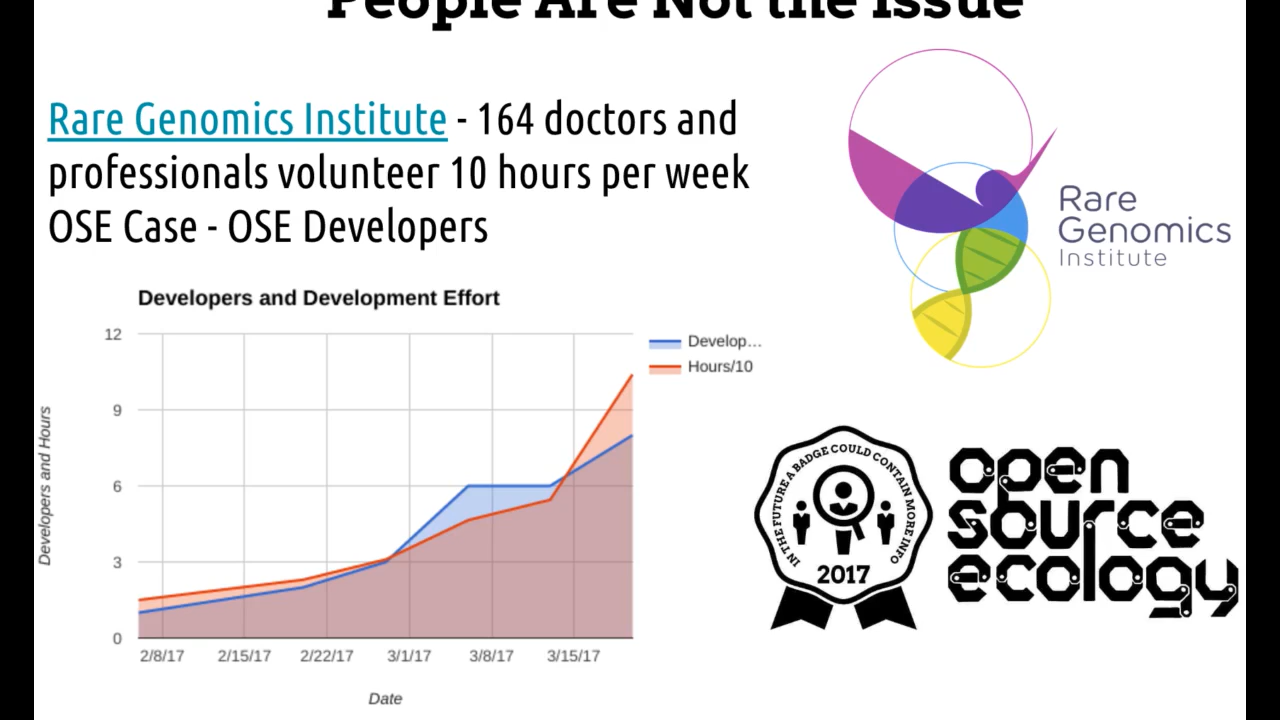 People Are Not the Issue
Rare Genomics Institute - 164 doctors and
professionals volunteer 10 hours per week
OSE Case - OSE Developers
Rare
Genomics
Institute
Developers and Development Effort
Develop...
Hours/10
12
9
6
3
0
Developers and Hours
2/8/17
2/15/17
2/22/17
3/1/17
3/8/17
3/15/17
Date
IN THE FUTURE A BADGE COULD CONTAIN MORE INFO
2017
open
source
ecology